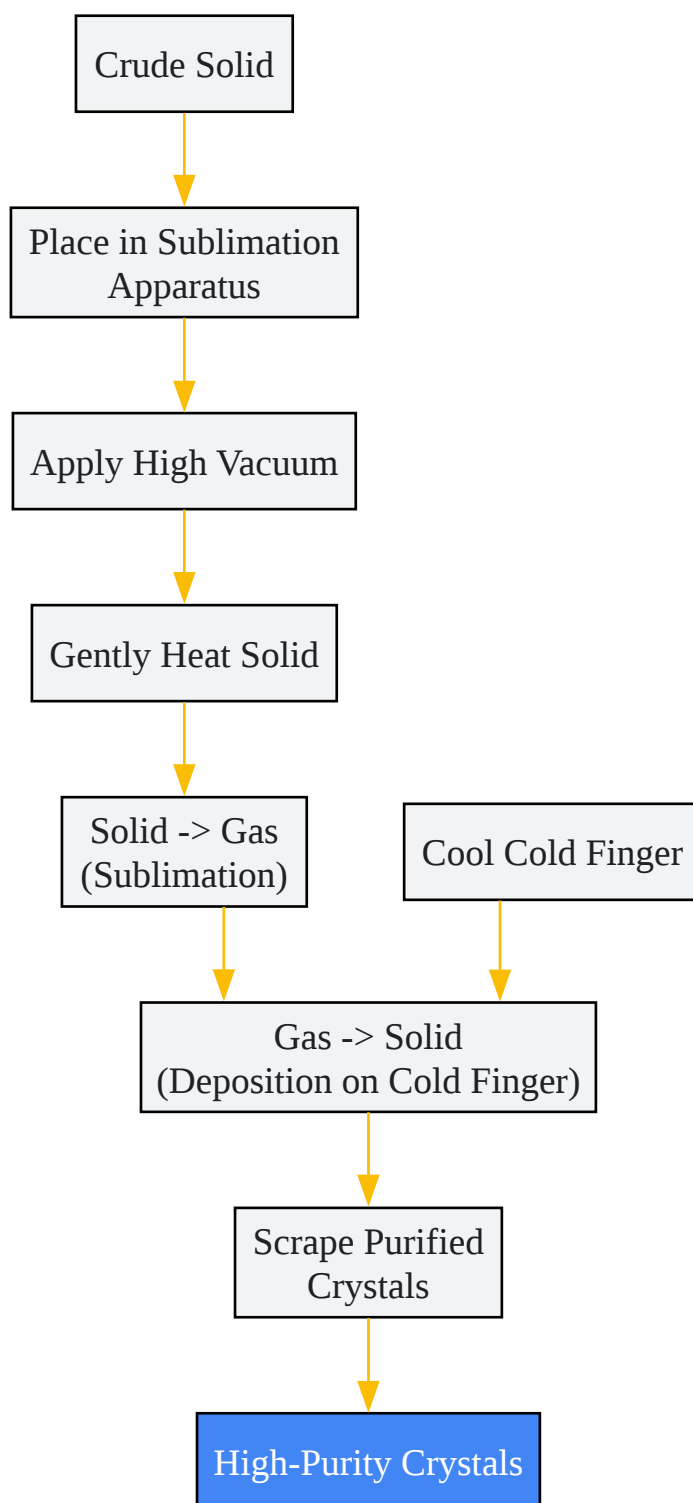 Crude Solid
Place in Sublimation
Apparatus
Apply High Vacuum
Gently Heat Solid
Solid -> Gas
(Sublimation)
Cool Cold Finger
Gas -> Solid
(Deposition on Cold Finger)
Scrape Purified
Crystals
High-Purity Crystals